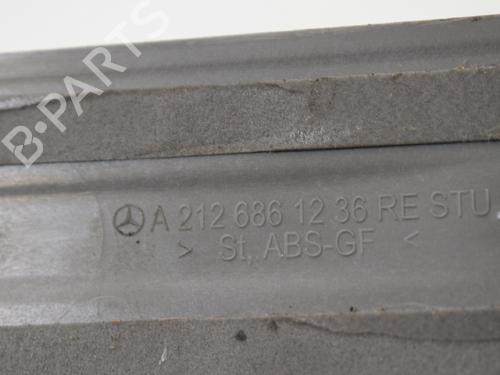 B-PARTS
A 212 686 12 36 RE STU.
> St, ABS-GF <